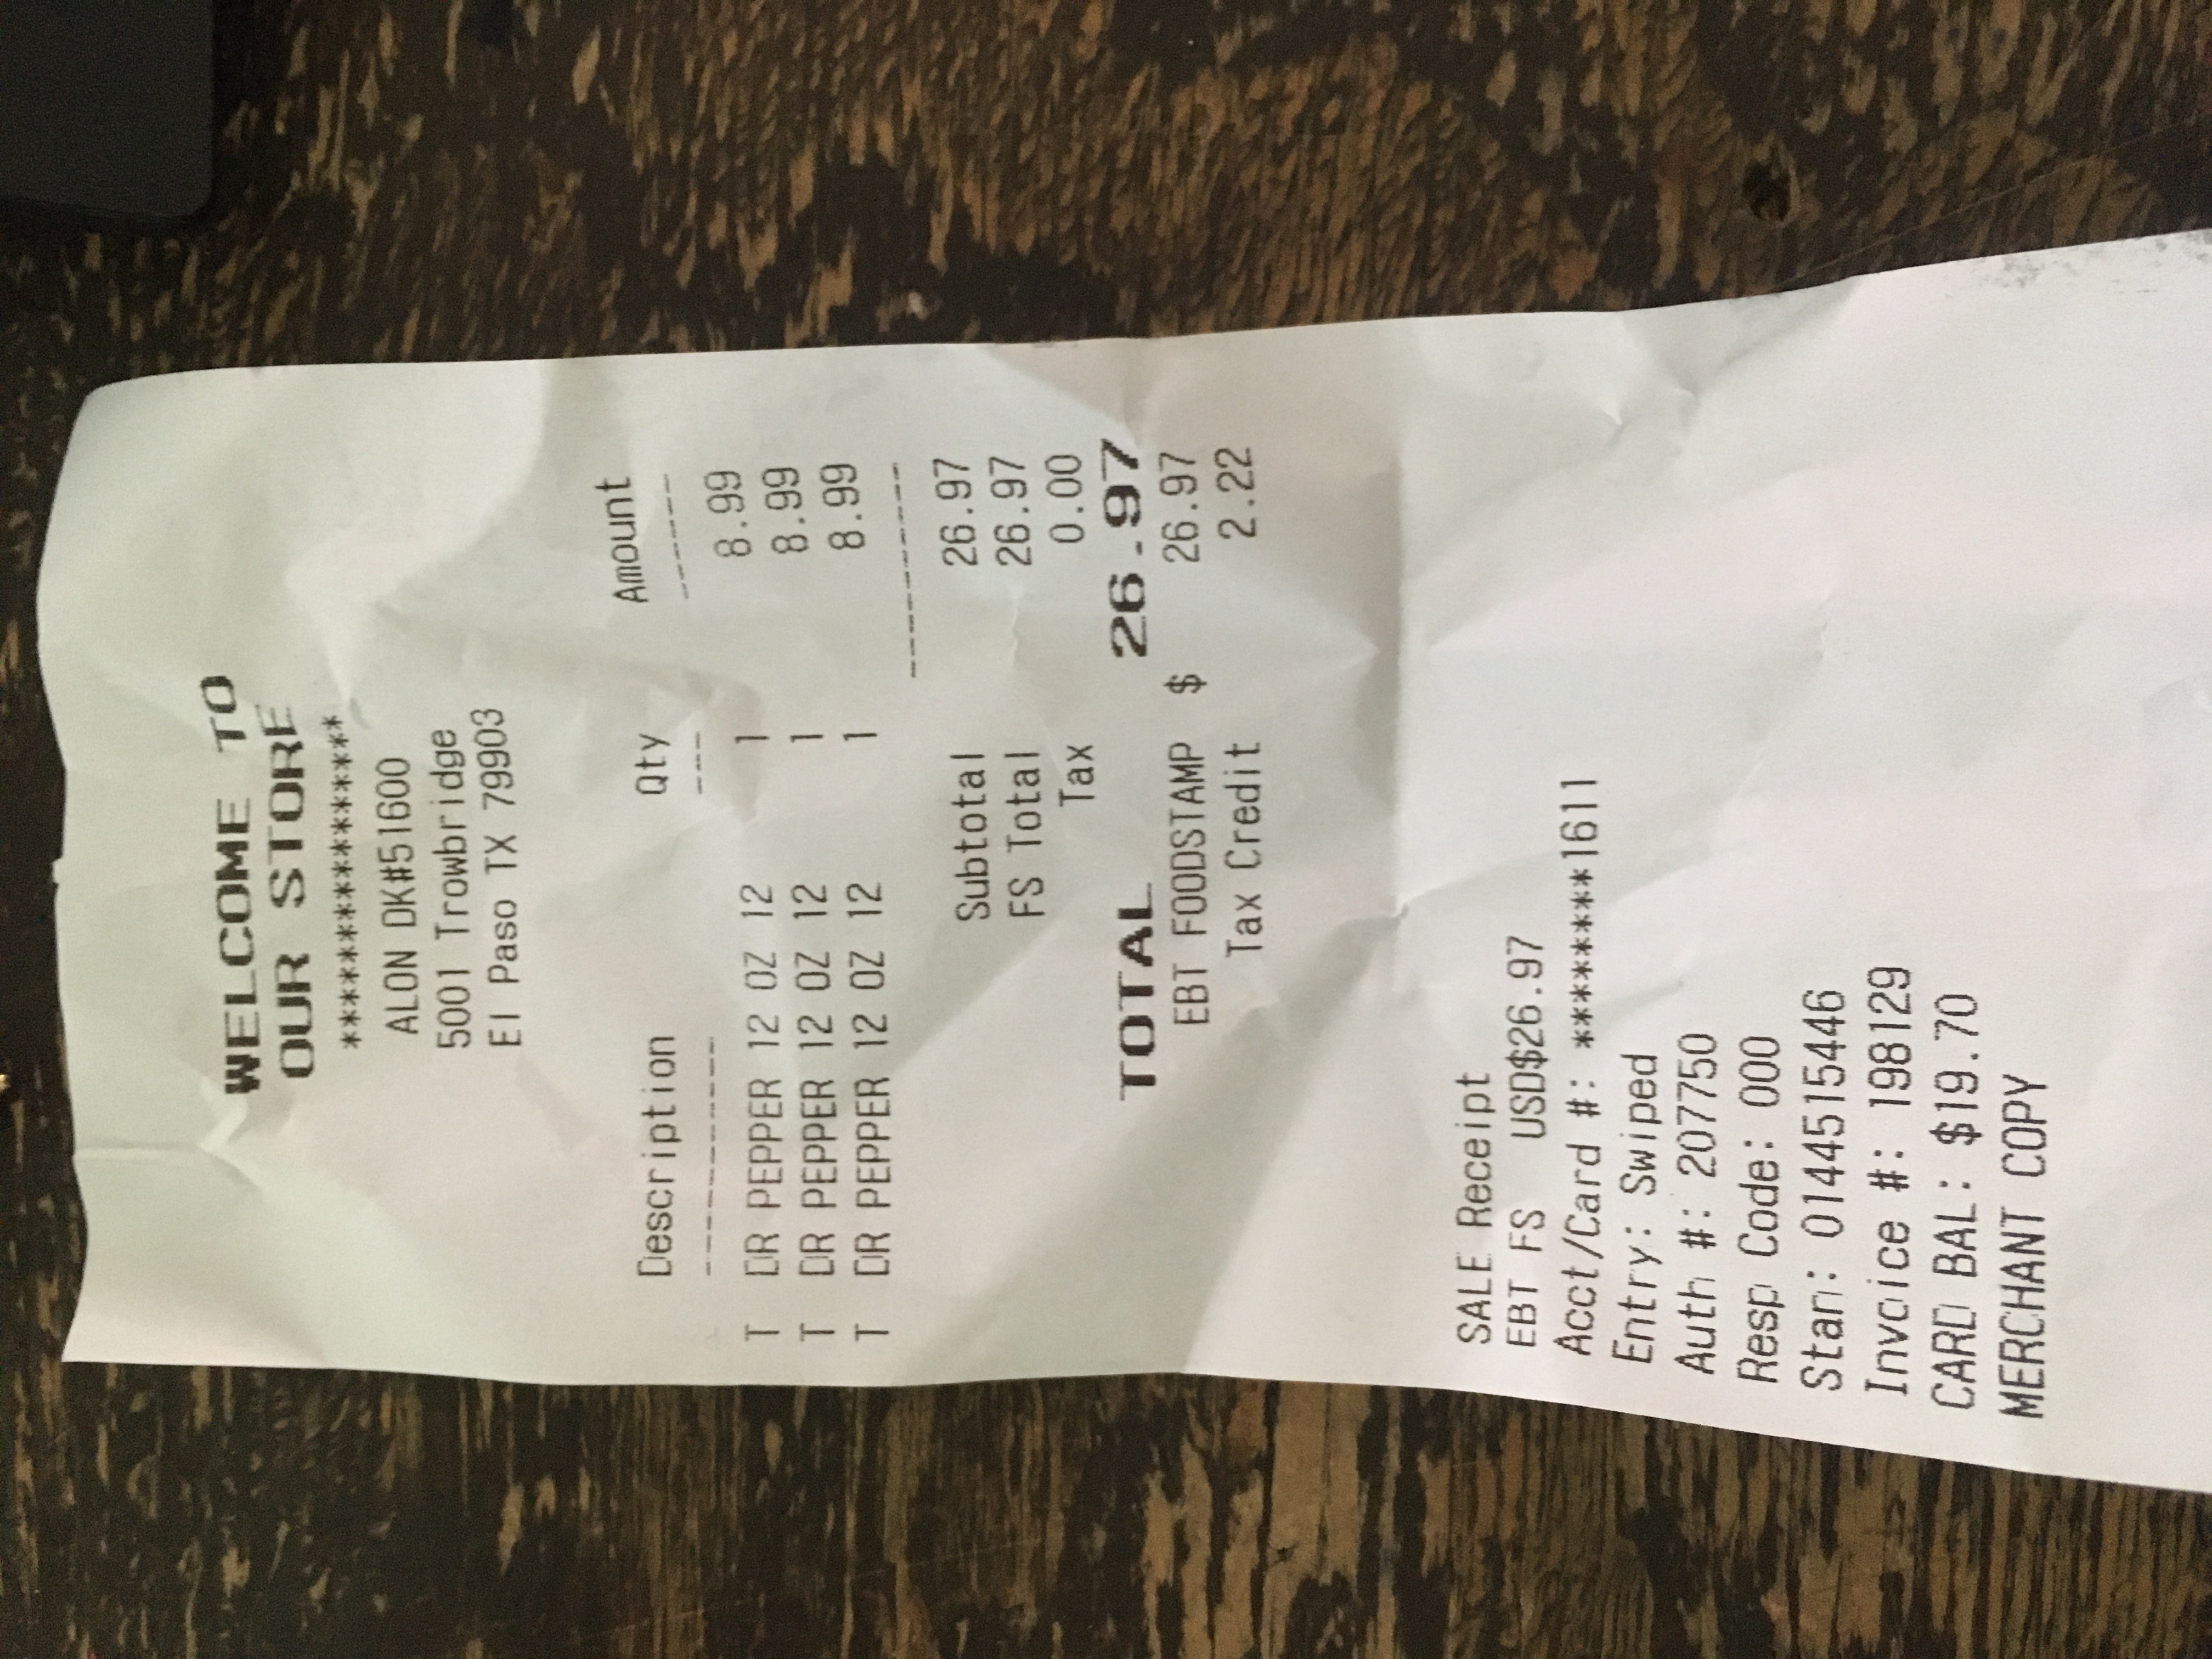 WELCOME TO
OUR STORE
******************
ALON DK#51600
5001 Trowbridge
El Paso TX 79903
Description Qty Amount
----------- --- ------
T DR PEPPER 12 OZ 12 1 8.99
T DR PEPPER 12 OZ 12 1 8.99
T DR PEPPER 12 OZ 12 1 8.99
----------
Subtotal 26.97
FS Total 26.97
Tax 0.00
TOTAL 26.97
EBT FOODSTAMP $ 26.97
Tax Credit 2.22
SALE Receipt
EBT FS USD$26.97
Acct/Card #: *********1611
Entry: Swiped
Auth #: 207750
Resp Code: 000
Stan: 0144515446
Invoice #: 198129
CARD BAL: $19.70
MERCHANT COPY